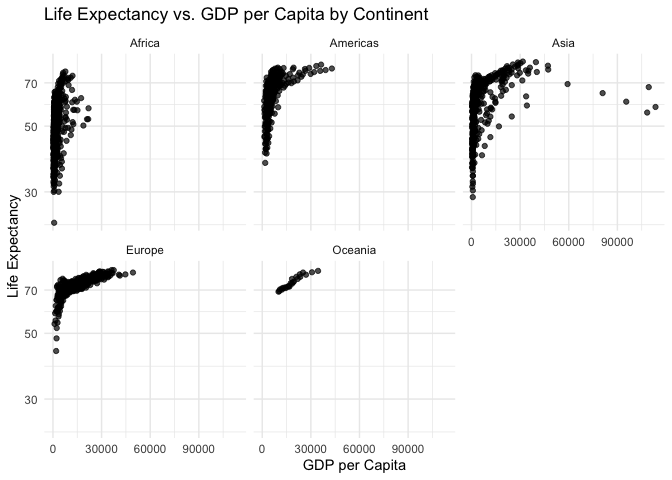 Life Expectancy vs. GDP per Capita by Continent
Africa
Americas
Asia
70
50
30
0 30000 60000 90000
Life Expectancy
Europe
Oceania
70
50
30
0 30000 60000 90000
0 30000 60000 90000
GDP per Capita